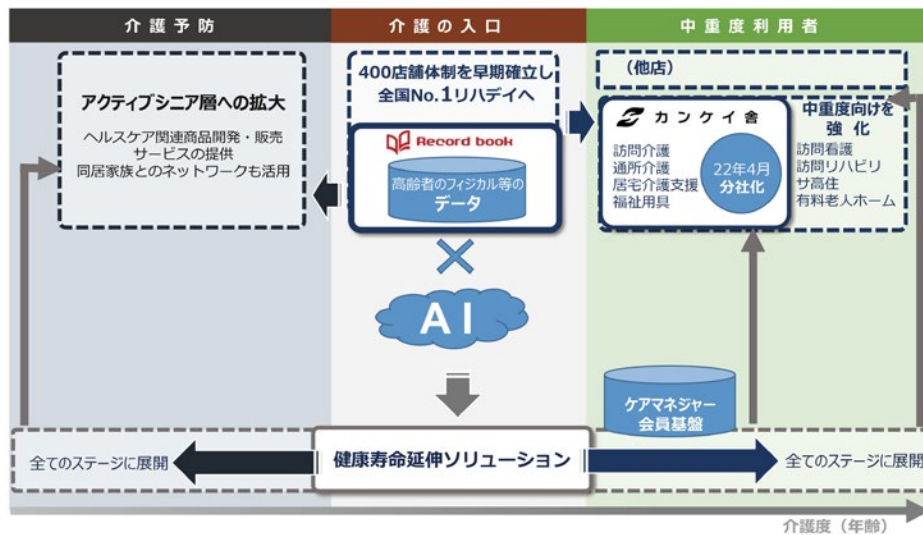 介護予防
介護の入口
中重度利用者
アクティブシニア層への拡大
ヘルスケア関連商品開発・販売
サービスの提供
同居家族とのネットワークも活用
400店舗体制を早期確立し
全国No.1リハデイへ
Record book
高齢者のフィジカル等の
データ
AI
(他店)
カンケイ舎
訪問介護
通所介護
居宅介護支援
福祉用具
22年4月
分社化
中重度向けを
強化
訪問看護
訪問リハビリ
サ高住
有料老人ホーム
ケアマネジャー
会員基盤
全てのステージに展開
健康寿命延伸ソリューション
全てのステージに展開
介護度(年齢)